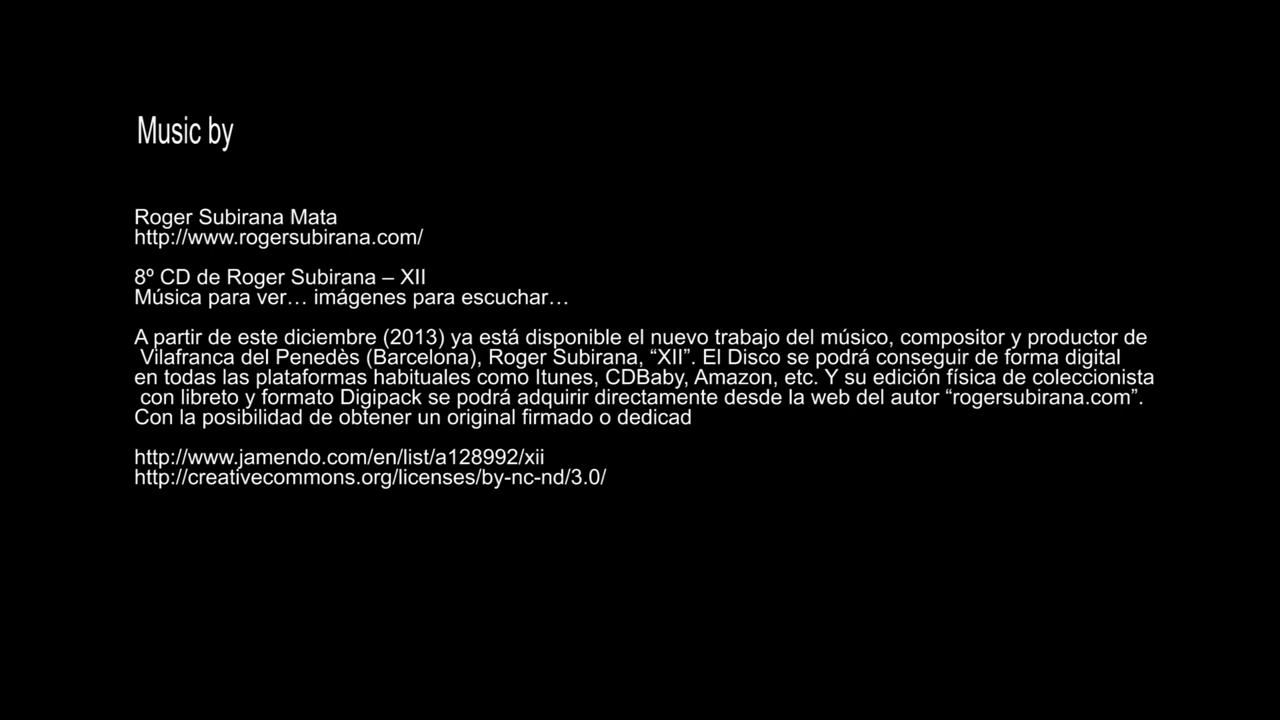 Music by
Roger Subirana Mata
http://www.rogersubirana.com/
8º CD de Roger Subirana – XII
Música para ver… imágenes para escuchar…
A partir de este diciembre (2013) ya está disponible el nuevo trabajo del músico, compositor y productor de
Vilafranca del Penedès (Barcelona), Roger Subirana, “XII”. El Disco se podrá conseguir de forma digital
en todas las plataformas habituales como Itunes, CDBaby, Amazon, etc. Y su edición física de coleccionista
con libreto y formato Digipack se podrá adquirir directamente desde la web del autor “rogersubirana.com”.
Con la posibilidad de obtener un original firmado o dedicad
http://www.jamendo.com/en/list/a128992/xii
http://creativecommons.org/licenses/by-nc-nd/3.0/